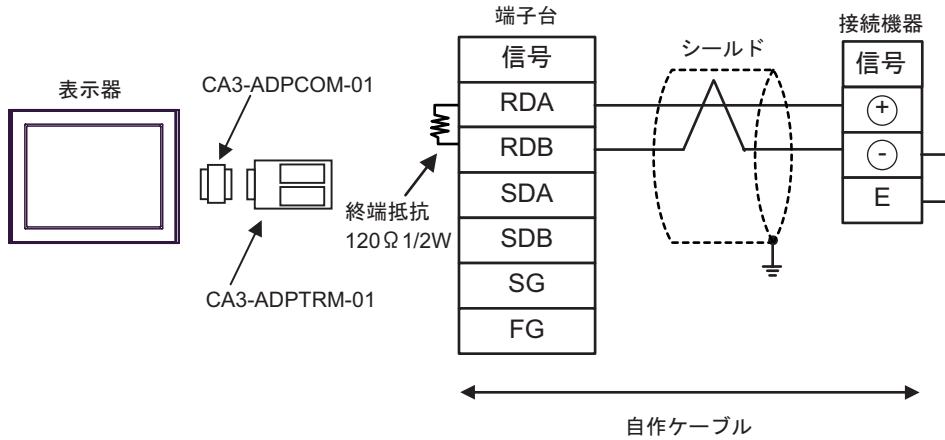 表示器
CA3-ADPCOM-01
CA3-ADPTRM-01
終端抵抗
120Ω 1/2W
端子台
信号
RDA
RDB
SDA
SDB
SG
FG
シールド
接続機器
信号
+
-
E
自作ケーブル